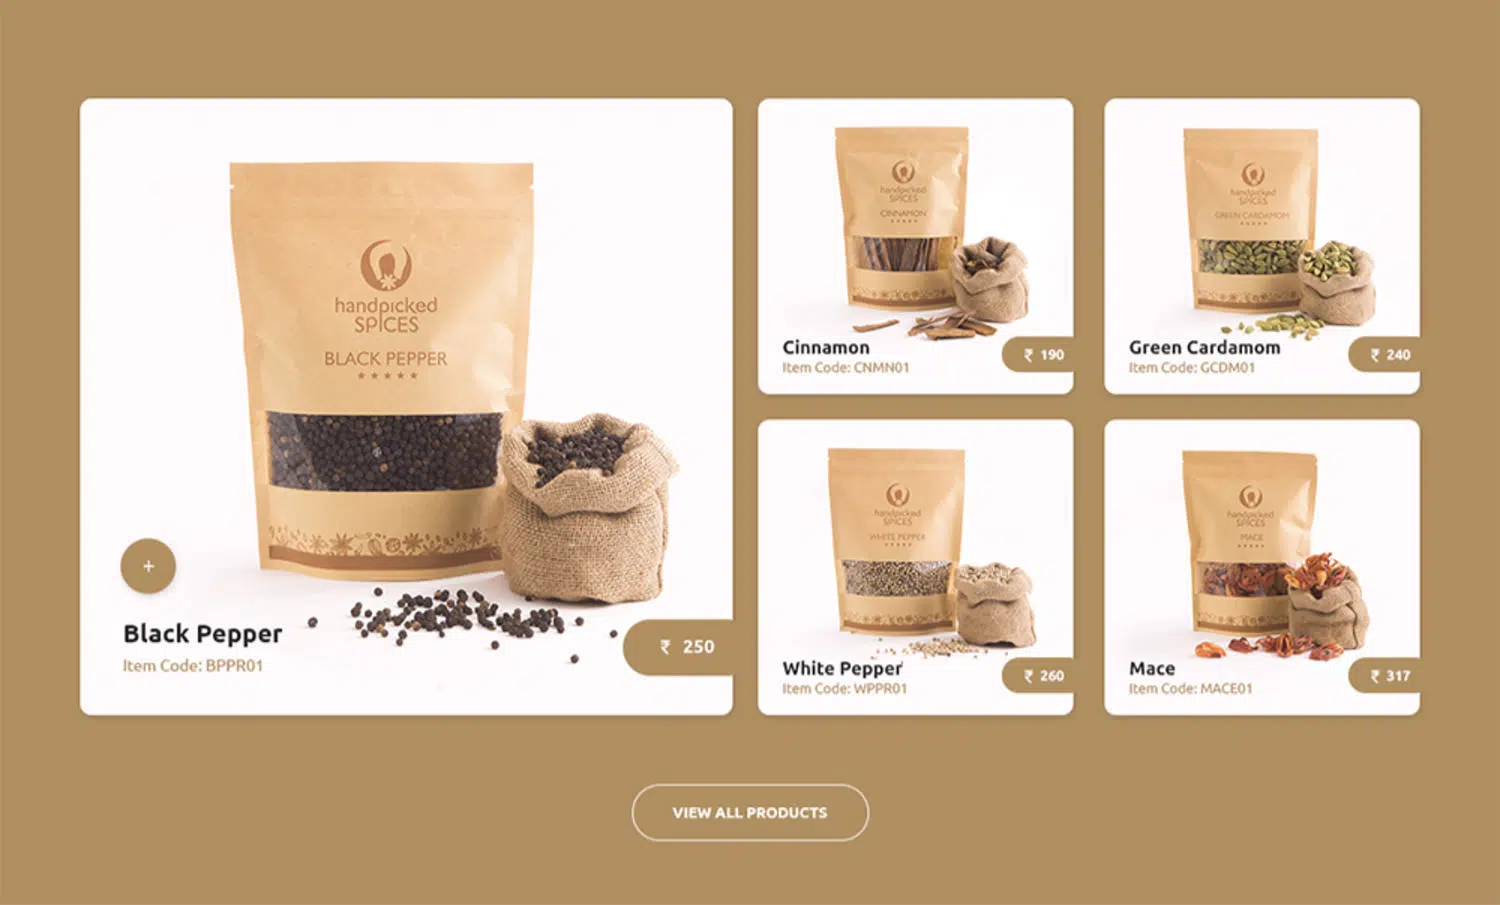 handpicked
SPICES
BLACK PEPPER
+
Black Pepper
Item Code: BPPR01
₹ 250
handpicked
SPICES
CINNAMON
Cinnamon
Item Code: CNMN01
₹ 190
handpicked
SPICES
GREEN CARDAMOM
Green Cardamom
Item Code: GCDM01
₹ 240
handpicked
SPICES
WHITE PEPPER
White Pepper
Item Code: WPPR01
₹ 260
handpicked
SPICES
MACE
Mace
Item Code: MACE01
₹ 317
VIEW ALL PRODUCTS